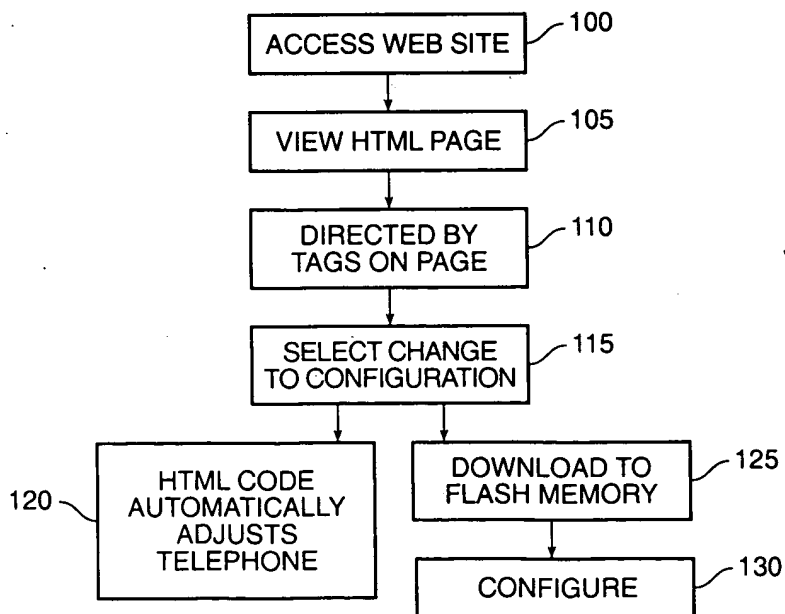 ACCESS WEB SITE
100
VIEW HTML PAGE
105
DIRECTED BY
TAGS ON PAGE
110
SELECT CHANGE
TO CONFIGURATION
115
120
HTML CODE
AUTOMATICALLY
ADJUSTS
TELEPHONE
DOWNLOAD TO
FLASH MEMORY
125
CONFIGURE
130